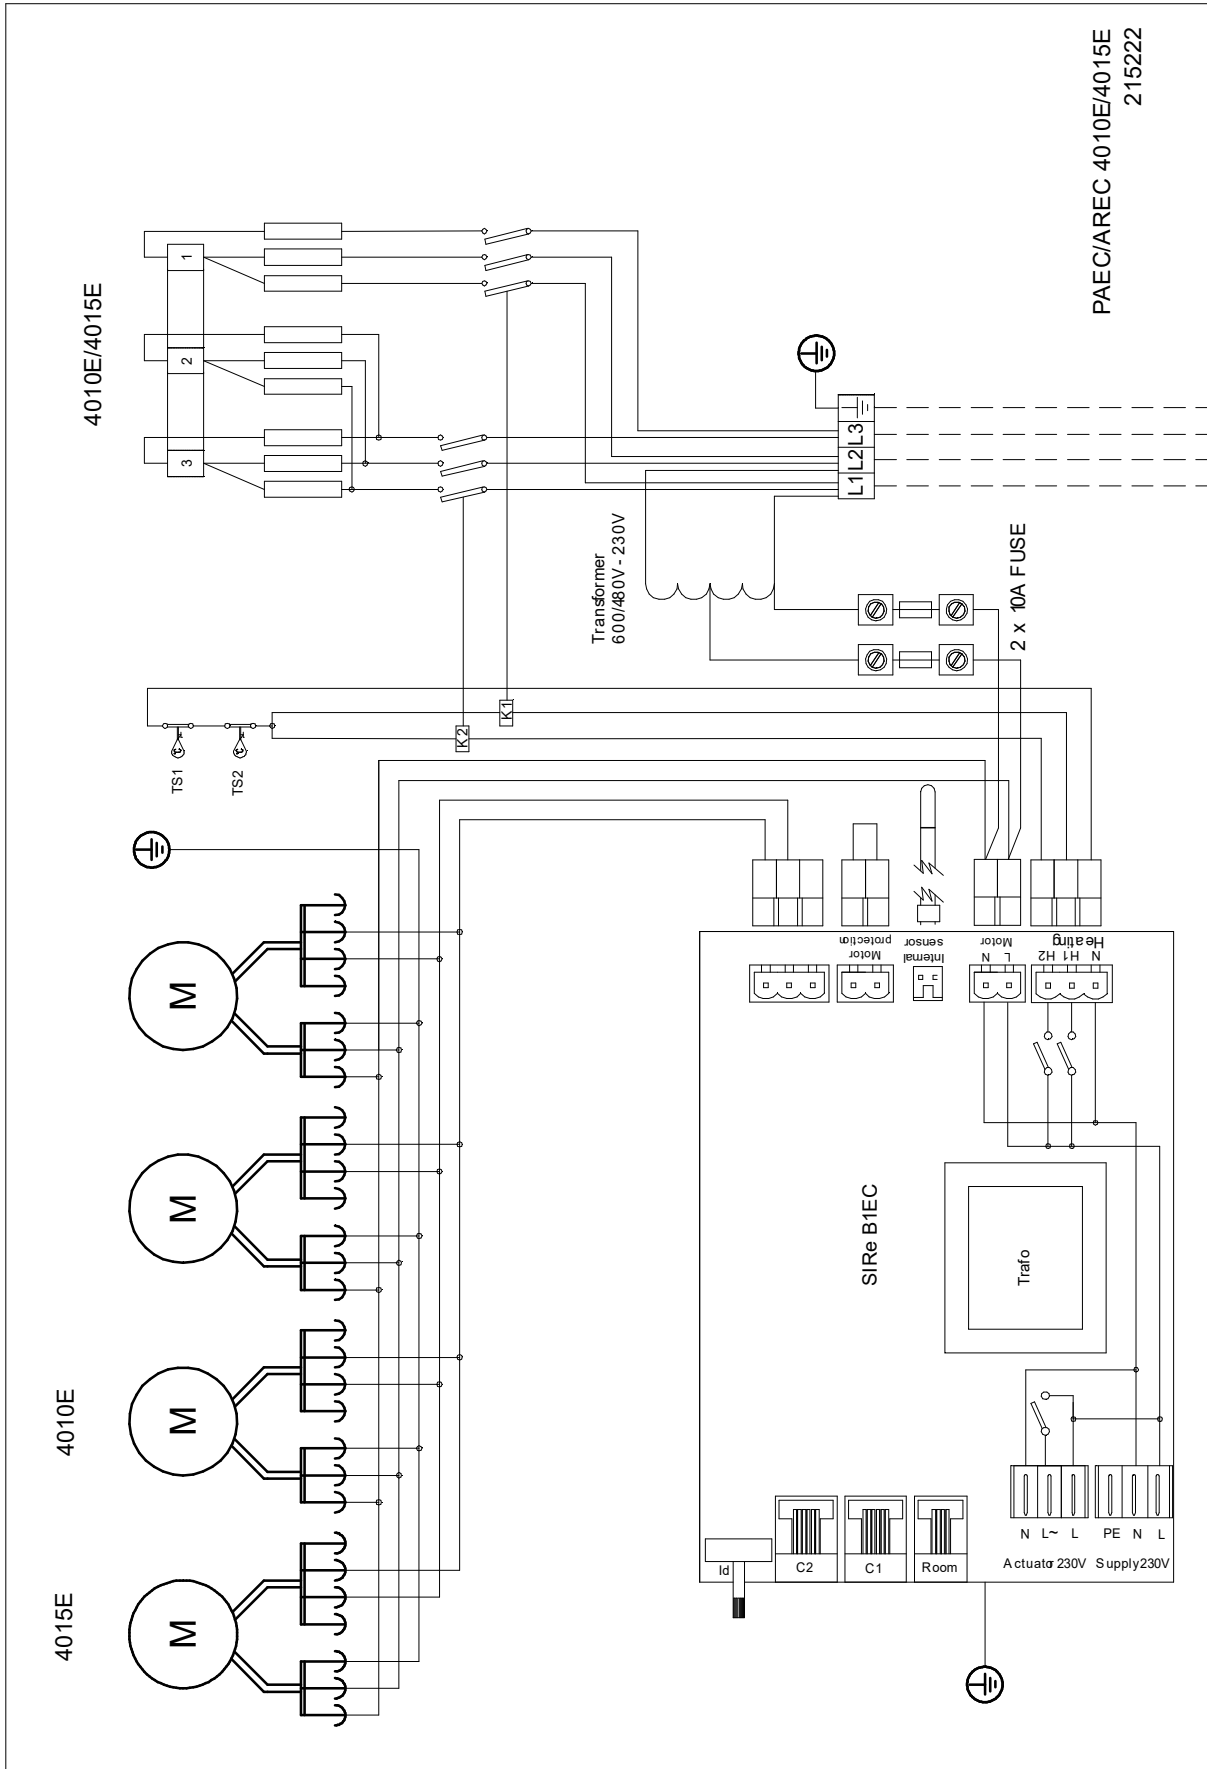 PAEC/AREC 4010E/4015E
215222
4010E/4015E
1
2
3
L1 L2 L3
Transformer
600/480V - 230V
2 x 10A FUSE
K1
K2
TS1
TS2
M
M
M
M
4010E
4015E
Motor
protection
Internal
sensor
Motor
N L
Heating
H2 H1 N
SIRe B1EC
Trafo
Id
C2
C1
Room
N L~ L
PE N L
Actuator 230V
Supply230V